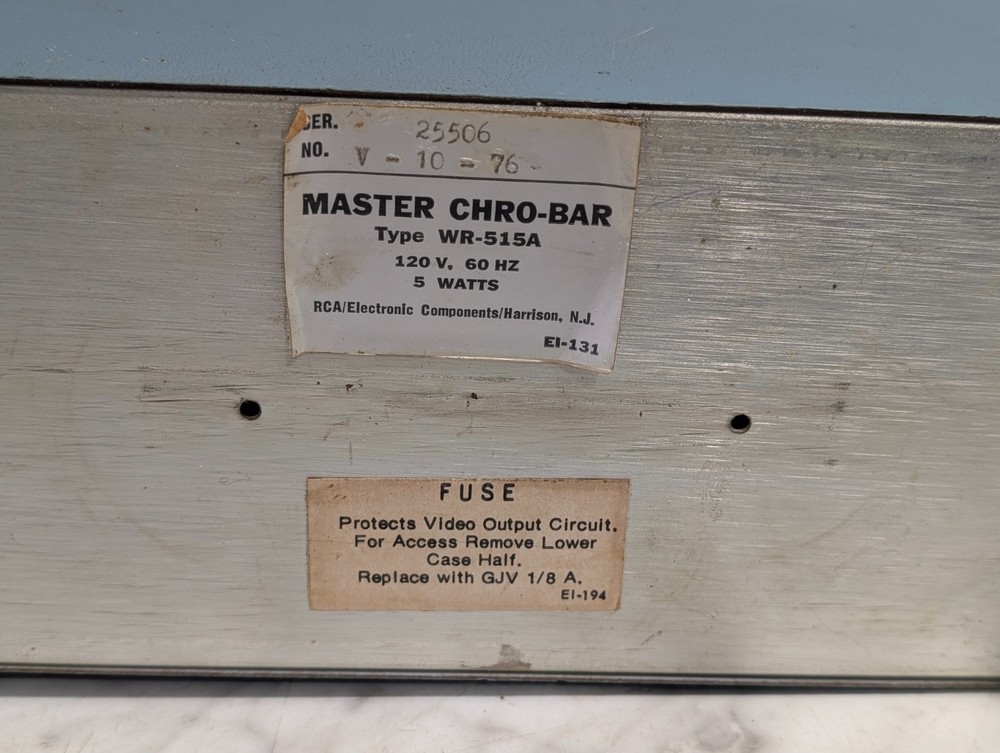 SER. 25506
NO. V - 10 - 76 -
MASTER CHRO-BAR
Type WR-515A
120 V, 60 HZ
5 WATTS
RCA/Electronic Components/Harrison, N.J.
EI-131
FUSE
Protects Video Output Circuit.
For Access Remove Lower
Case Half.
Replace with GJV 1/8 A.
EI-194